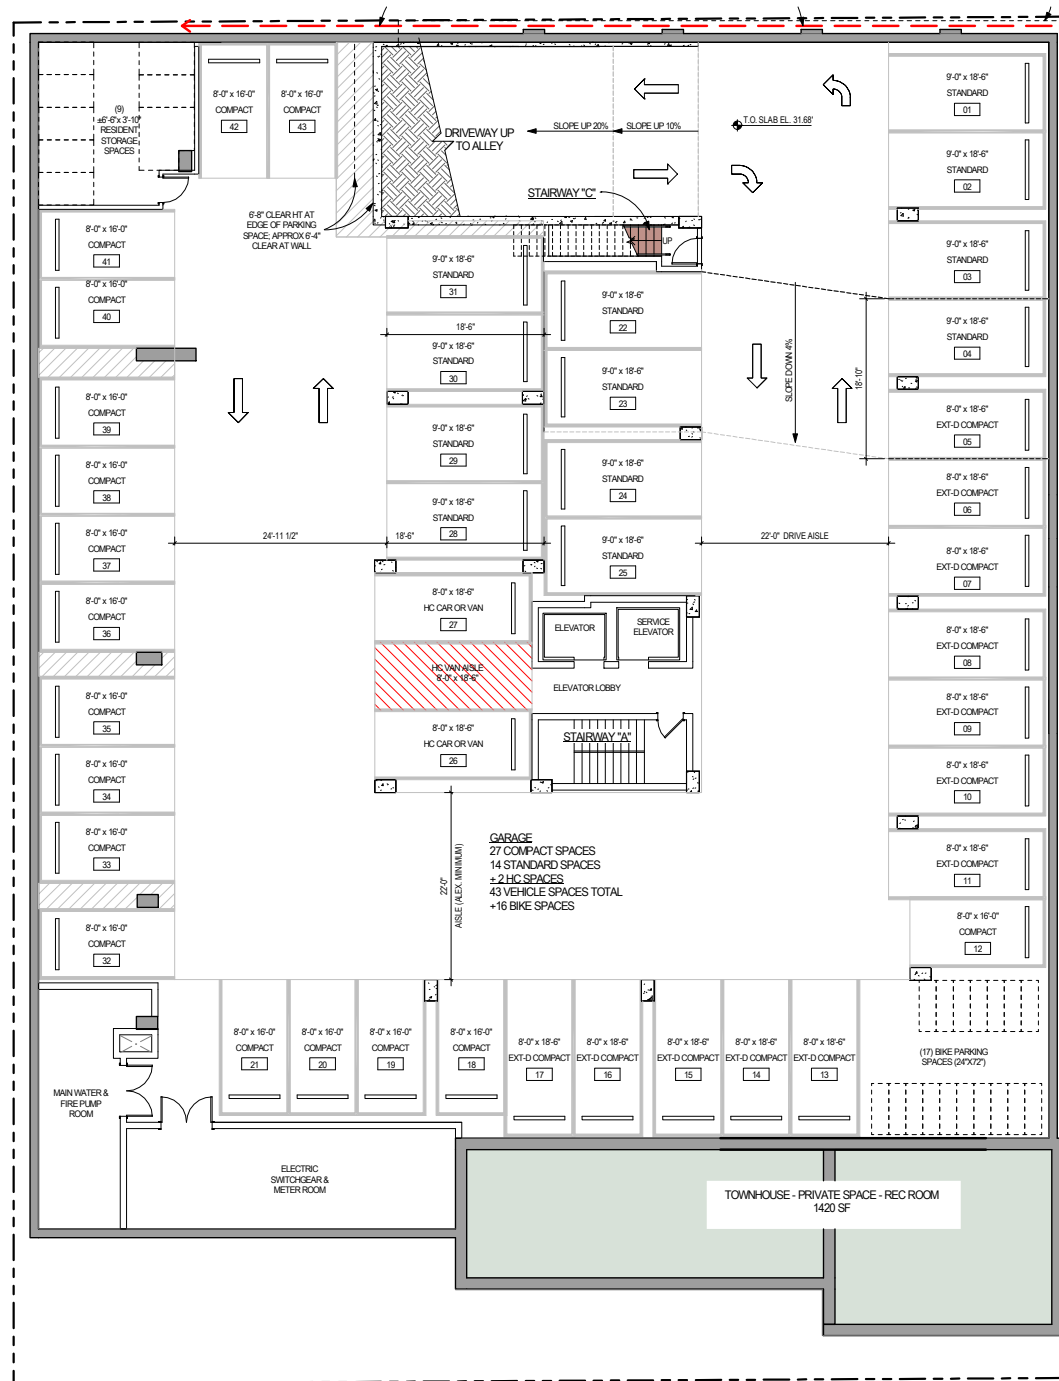 (9)
±6'-6"x 3'-10"
RESIDENT
STORAGE
SPACES
8'-0" x 16'-0"
COMPACT
42
8'-0" x 16'-0"
COMPACT
43
DRIVEWAY UP
TO ALLEY
SLOPE UP 20%
SLOPE UP 10%
T.O. SLAB EL. 31.68'
STAIRWAY "C"
UP
6'-8" CLEAR HT AT
EDGE OF PARKING
SPACE; APPROX 6'-4"
CLEAR AT WALL
9'-0" x 18'-6"
STANDARD
01
9'-0" x 18'-6"
STANDARD
02
9'-0" x 18'-6"
STANDARD
03
9'-0" x 18'-6"
STANDARD
04
8'-0" x 18'-6"
EXT-D COMPACT
05
8'-0" x 18'-6"
EXT-D COMPACT
06
8'-0" x 18'-6"
EXT-D COMPACT
07
8'-0" x 18'-6"
EXT-D COMPACT
08
8'-0" x 18'-6"
EXT-D COMPACT
09
8'-0" x 18'-6"
EXT-D COMPACT
10
8'-0" x 18'-6"
EXT-D COMPACT
11
8'-0" x 16'-0"
COMPACT
12
8'-0" x 16'-0"
COMPACT
41
8'-0" x 16'-0"
COMPACT
40
8'-0" x 16'-0"
COMPACT
39
8'-0" x 16'-0"
COMPACT
38
8'-0" x 16'-0"
COMPACT
37
8'-0" x 16'-0"
COMPACT
36
8'-0" x 16'-0"
COMPACT
35
8'-0" x 16'-0"
COMPACT
34
8'-0" x 16'-0"
COMPACT
33
8'-0" x 16'-0"
COMPACT
32
9'-0" x 18'-6"
STANDARD
31
18'-6"
9'-0" x 18'-6"
STANDARD
30
9'-0" x 18'-6"
STANDARD
29
9'-0" x 18'-6"
STANDARD
28
9'-0" x 18'-6"
STANDARD
22
9'-0" x 18'-6"
STANDARD
23
9'-0" x 18'-6"
STANDARD
24
9'-0" x 18'-6"
STANDARD
25
SLOPE DOWN 4%
18'-10"
24'-11 1/2"
18'-6"
22'-0" DRIVE AISLE
8'-0" x 18'-6"
HC CAR OR VAN
27
HC VAN AISLE
8'-0" x 18'-6"
8'-0" x 18'-6"
HC CAR OR VAN
26
ELEVATOR
SERVICE
ELEVATOR
ELEVATOR LOBBY
STAIRWAY "A"
22'-0"
AISLE (ALEX. MINIMUM)
GARAGE
27 COMPACT SPACES
14 STANDARD SPACES
+ 2 HC SPACES
43 VEHICLE SPACES TOTAL
+16 BIKE SPACES
8'-0" x 16'-0"
COMPACT
21
8'-0" x 16'-0"
COMPACT
20
8'-0" x 16'-0"
COMPACT
19
8'-0" x 16'-0"
COMPACT
18
8'-0" x 18'-6"
EXT-D COMPACT
17
8'-0" x 18'-6"
EXT-D COMPACT
16
8'-0" x 18'-6"
EXT-D COMPACT
15
8'-0" x 18'-6"
EXT-D COMPACT
14
8'-0" x 18'-6"
EXT-D COMPACT
13
(17) BIKE PARKING
SPACES (24"X72")
MAIN WATER &
FIRE PUMP
ROOM
ELECTRIC
SWITCHGEAR &
METER ROOM
TOWNHOUSE - PRIVATE SPACE - REC ROOM
1420 SF